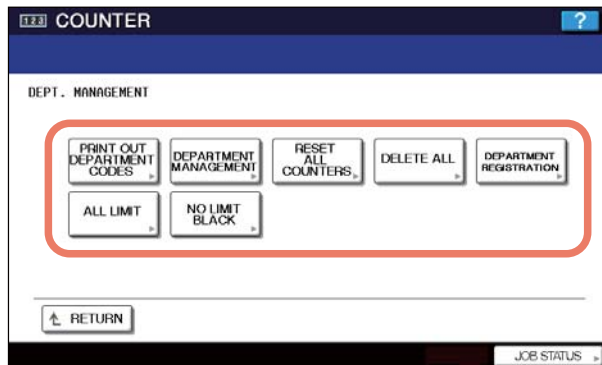 123 COUNTER ?
DEPT. MANAGEMENT
PRINT OUT
DEPARTMENT
CODES
DEPARTMENT
MANAGEMENT
RESET
ALL
COUNTERS
DELETE ALL
DEPARTMENT
REGISTRATION
ALL LIMIT
NO LIMIT
BLACK
RETURN
JOB STATUS